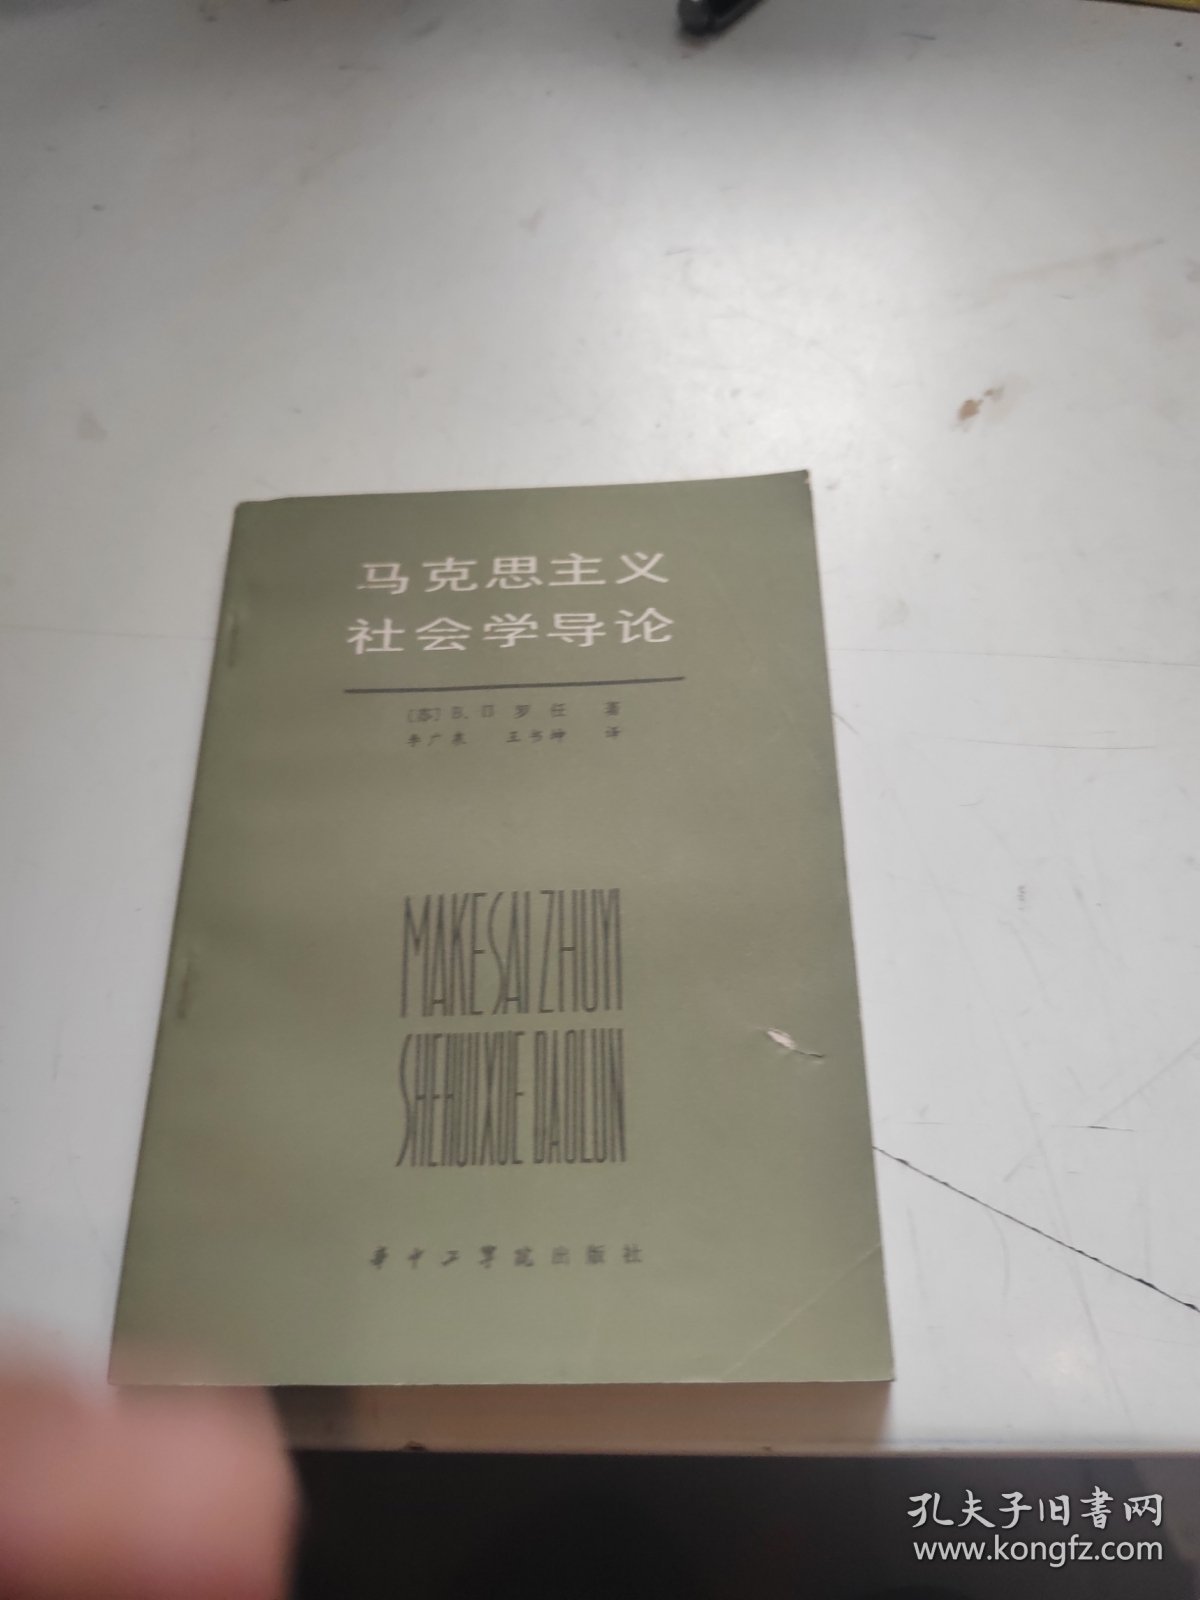 马克思主义
社会学导论
〔苏〕B. П 罗任 著
李广泉 王书坤 译
MAKESAI ZHUYI
SHEHUIXUE DAOLUN
华中工学院出版社
孔夫子旧书网
www.kongfz.com